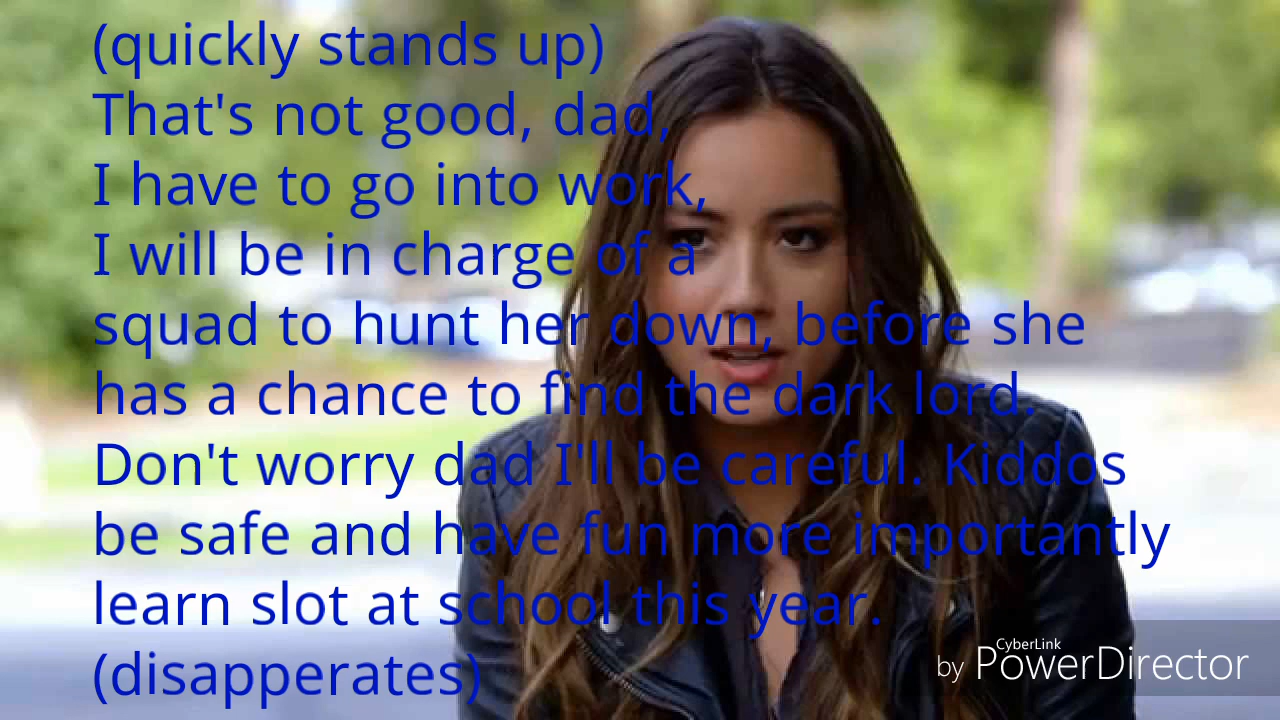 (quickly stands up)
That's not good, dad,
I have to go into work,
I will be in charge of a
squad to hunt her down, before she
has a chance to find the dark lord.
Don't worry dad I'll be careful. Kiddos
be safe and have fun more importantly
learn slot at school this year.
(disapperates)
CyberLink
by PowerDirector